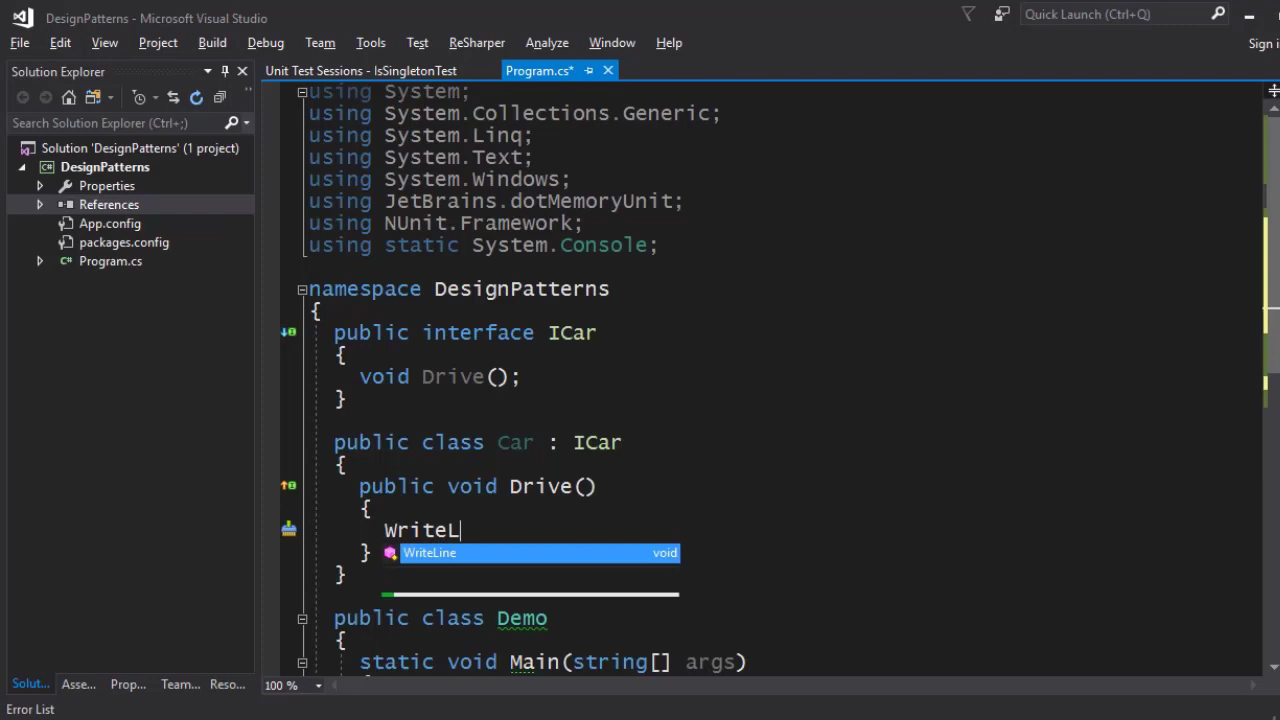 DesignPatterns - Microsoft Visual Studio
Quick Launch (Ctrl+Q)
File Edit View Project Build Debug Team Tools Test ReSharper Analyze Window Help
Sign i
Solution Explorer
Unit Test Sessions - IsSingletonTest
Program.cs*
Search Solution Explorer (Ctrl+;)
Solution 'DesignPatterns' (1 project)
DesignPatterns
Properties
References
App.config
packages.config
Program.cs
using System;
using System.Collections.Generic;
using System.Linq;
using System.Text;
using System.Windows;
using JetBrains.dotMemoryUnit;
using NUnit.Framework;
using static System.Console;
namespace DesignPatterns
{
public interface ICar
{
void Drive();
}
public class Car : ICar
{
public void Drive()
{
WriteL
} WriteLine void
}
public class Demo
{
static void Main(string[] args)
Solut... Asse... Prop... Team... Reso...
100 %
Error List